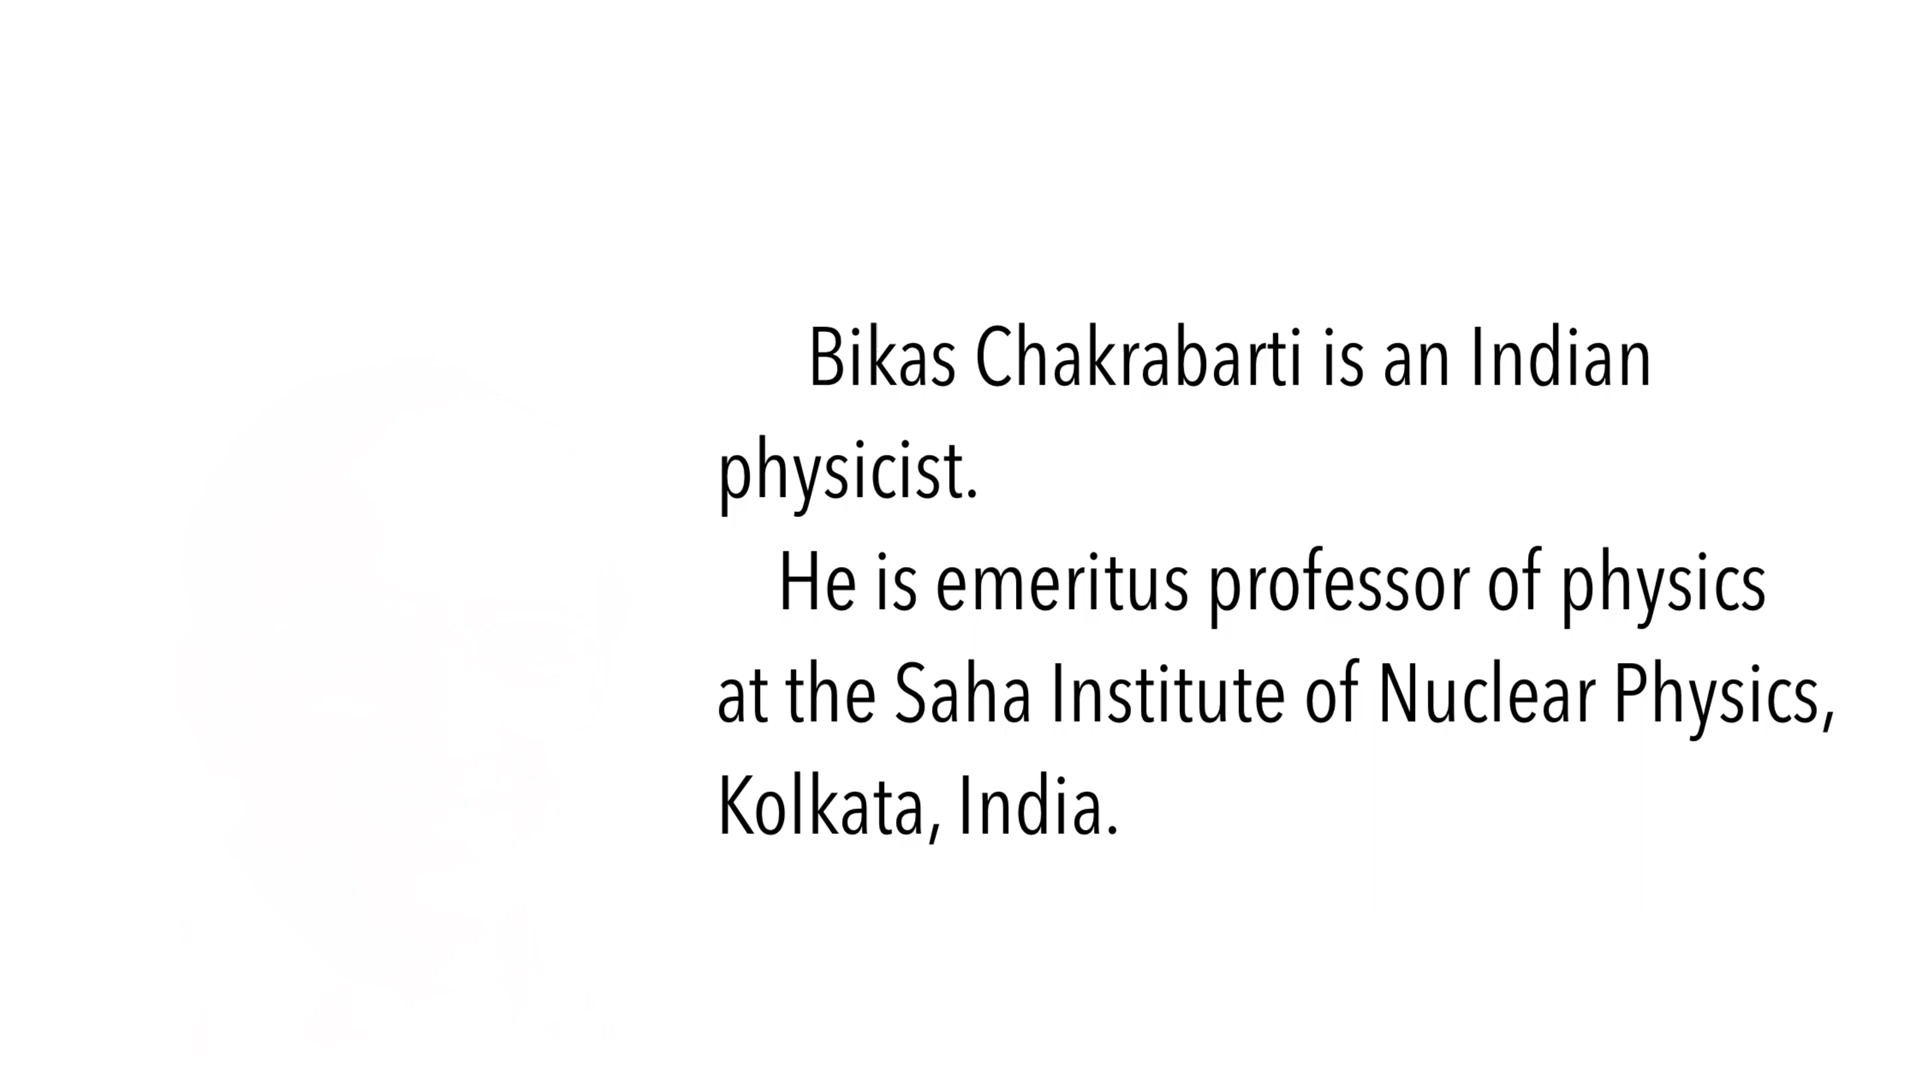 Bikas Chakrabarti is an Indian
physicist.
He is emeritus professor of physics
at the Saha Institute of Nuclear Physics,
Kolkata, India.